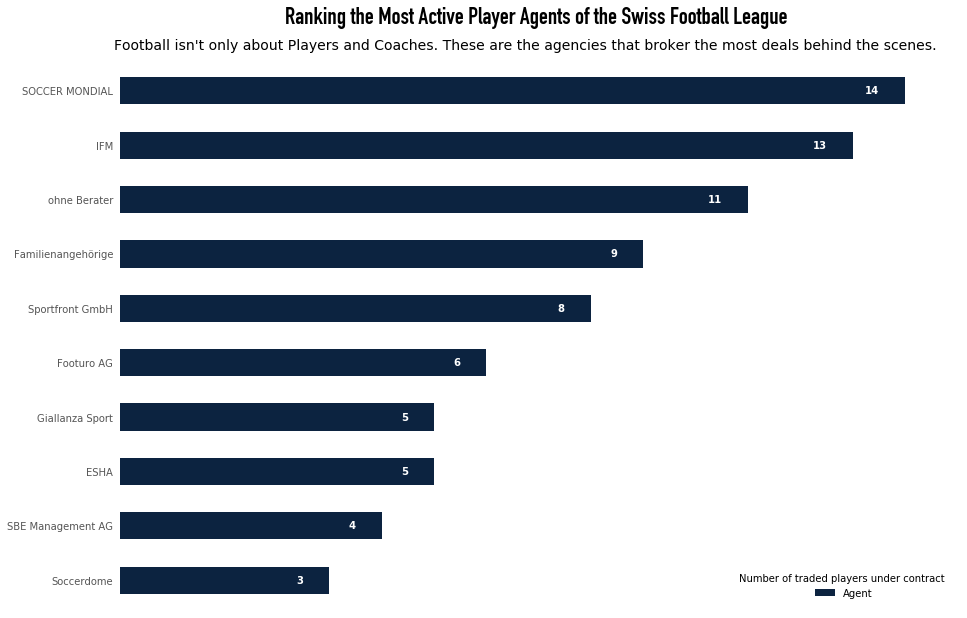 Ranking the Most Active Player Agents of the Swiss Football League
Football isn't only about Players and Coaches. These are the agencies that broker the most deals behind the scenes.
SOCCER MONDIAL 14
IFM 13
ohne Berater 11
Familienangehörige 9
Sportfront GmbH 8
Footuro AG 6
Giallanza Sport 5
ESHA 5
SBE Management AG 4
Soccerdome 3
Number of traded players under contract
Agent